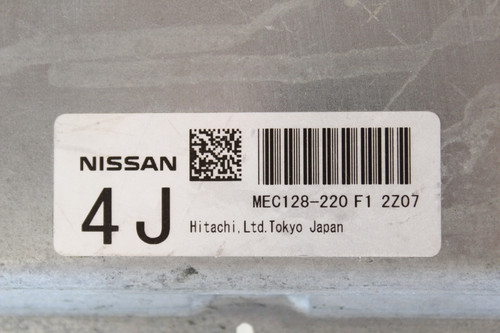 NISSAN
MEC128-220 F1 2Z07
4J
Hitachi,Ltd.Tokyo Japan